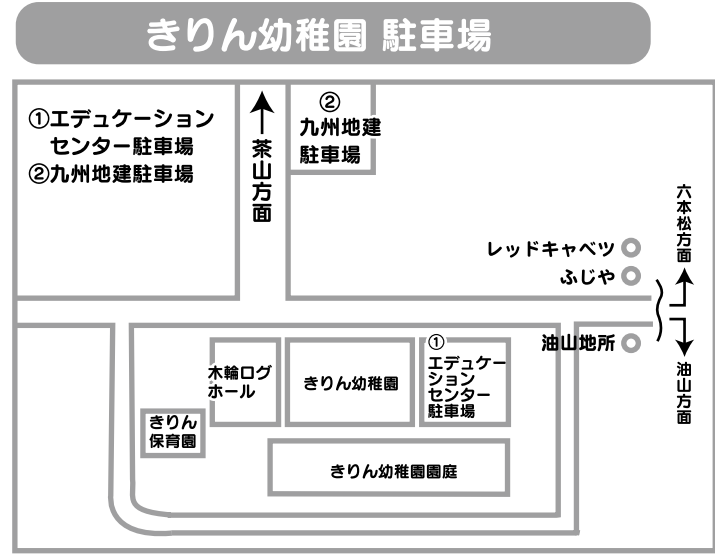 きりん幼稚園 駐車場
①エデュケーション
センター駐車場
②九州地建駐車場
茶山方面
②
九州地建
駐車場
六本松方面
レッドキャベツ
ふじや
油山地所
油山方面
木輪ログ
ホール
きりん幼稚園
①
エデュケー
ション
センター
駐車場
きりん
保育園
きりん幼稚園園庭